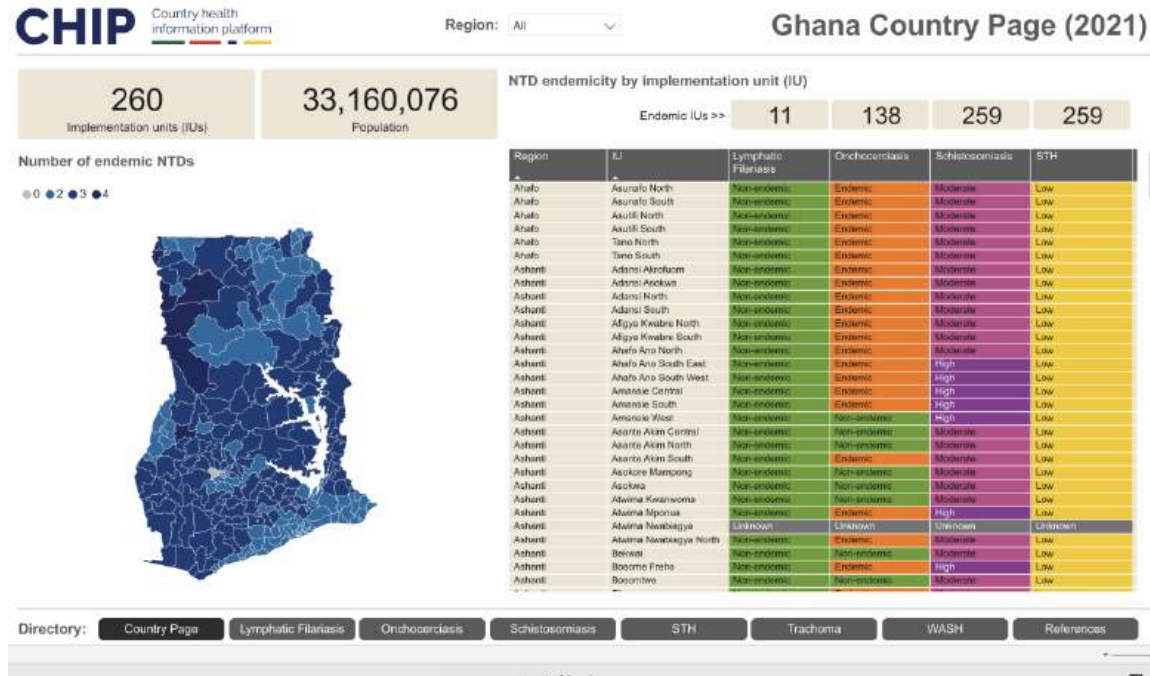 CHIP Country health information platform
Region: All
Ghana Country Page (2021)
260
Implementation units (IUs)
33,160,076
Population
NTD endemicity by implementation unit (IU)
Endemic IUs >> 11 138 259 259
Number of endemic NTDs
0 2 3 4
Region IU Lymphatic Filariasis Onchocerciasis Schistosomiasis STH
Ahafo Asunafo North Non-endemic Endemic Moderate Low
Ahafo Asunafo South Non-endemic Endemic Moderate Low
Ahafo Asutifi North Non-endemic Endemic Moderate Low
Ahafo Asutifi South Non-endemic Endemic Moderate Low
Ahafo Tano North Non-endemic Endemic Moderate Low
Ahafo Tano South Non-endemic Endemic Moderate Low
Ashanti Adansi Akrofuom Non-endemic Endemic Moderate Low
Ashanti Adansi Asokwa Non-endemic Endemic Moderate Low
Ashanti Adansi North Non-endemic Endemic Moderate Low
Ashanti Adansi South Non-endemic Endemic Moderate Low
Ashanti Afigya Kwabre North Non-endemic Endemic Moderate Low
Ashanti Afigya Kwabre South Non-endemic Endemic Moderate Low
Ashanti Ahafo Ano North Non-endemic Endemic Moderate Low
Ashanti Ahafo Ano South East Non-endemic Endemic High Low
Ashanti Ahafo Ano South West Non-endemic Endemic High Low
Ashanti Amansie Central Non-endemic Endemic High Low
Ashanti Amansie South Non-endemic Endemic High Low
Ashanti Amansie West Non-endemic Non-endemic High Low
Ashanti Asante Akim Central Non-endemic Non-endemic Moderate Low
Ashanti Asante Akim North Non-endemic Non-endemic Moderate Low
Ashanti Asante Akim South Non-endemic Endemic Moderate Low
Ashanti Asokore Mampong Non-endemic Non-endemic Moderate Low
Ashanti Asokwa Non-endemic Non-endemic Moderate Low
Ashanti Atwima Kwanwoma Non-endemic Non-endemic Moderate Low
Ashanti Atwima Mponua Non-endemic Endemic High Low
Ashanti Atwima Nwabiagya Unknown Unknown Unknown Unknown
Ashanti Atwima Nwabiagya North Non-endemic Endemic Moderate Low
Ashanti Bekwai Non-endemic Non-endemic Moderate Low
Ashanti Bosome Freho Non-endemic Endemic High Low
Ashanti Bosomtwe Non-endemic Non-endemic Moderate Low
Directory: Country Page Lymphatic Filariasis Onchocerciasis Schistosomiasis STH Trachoma WASH References